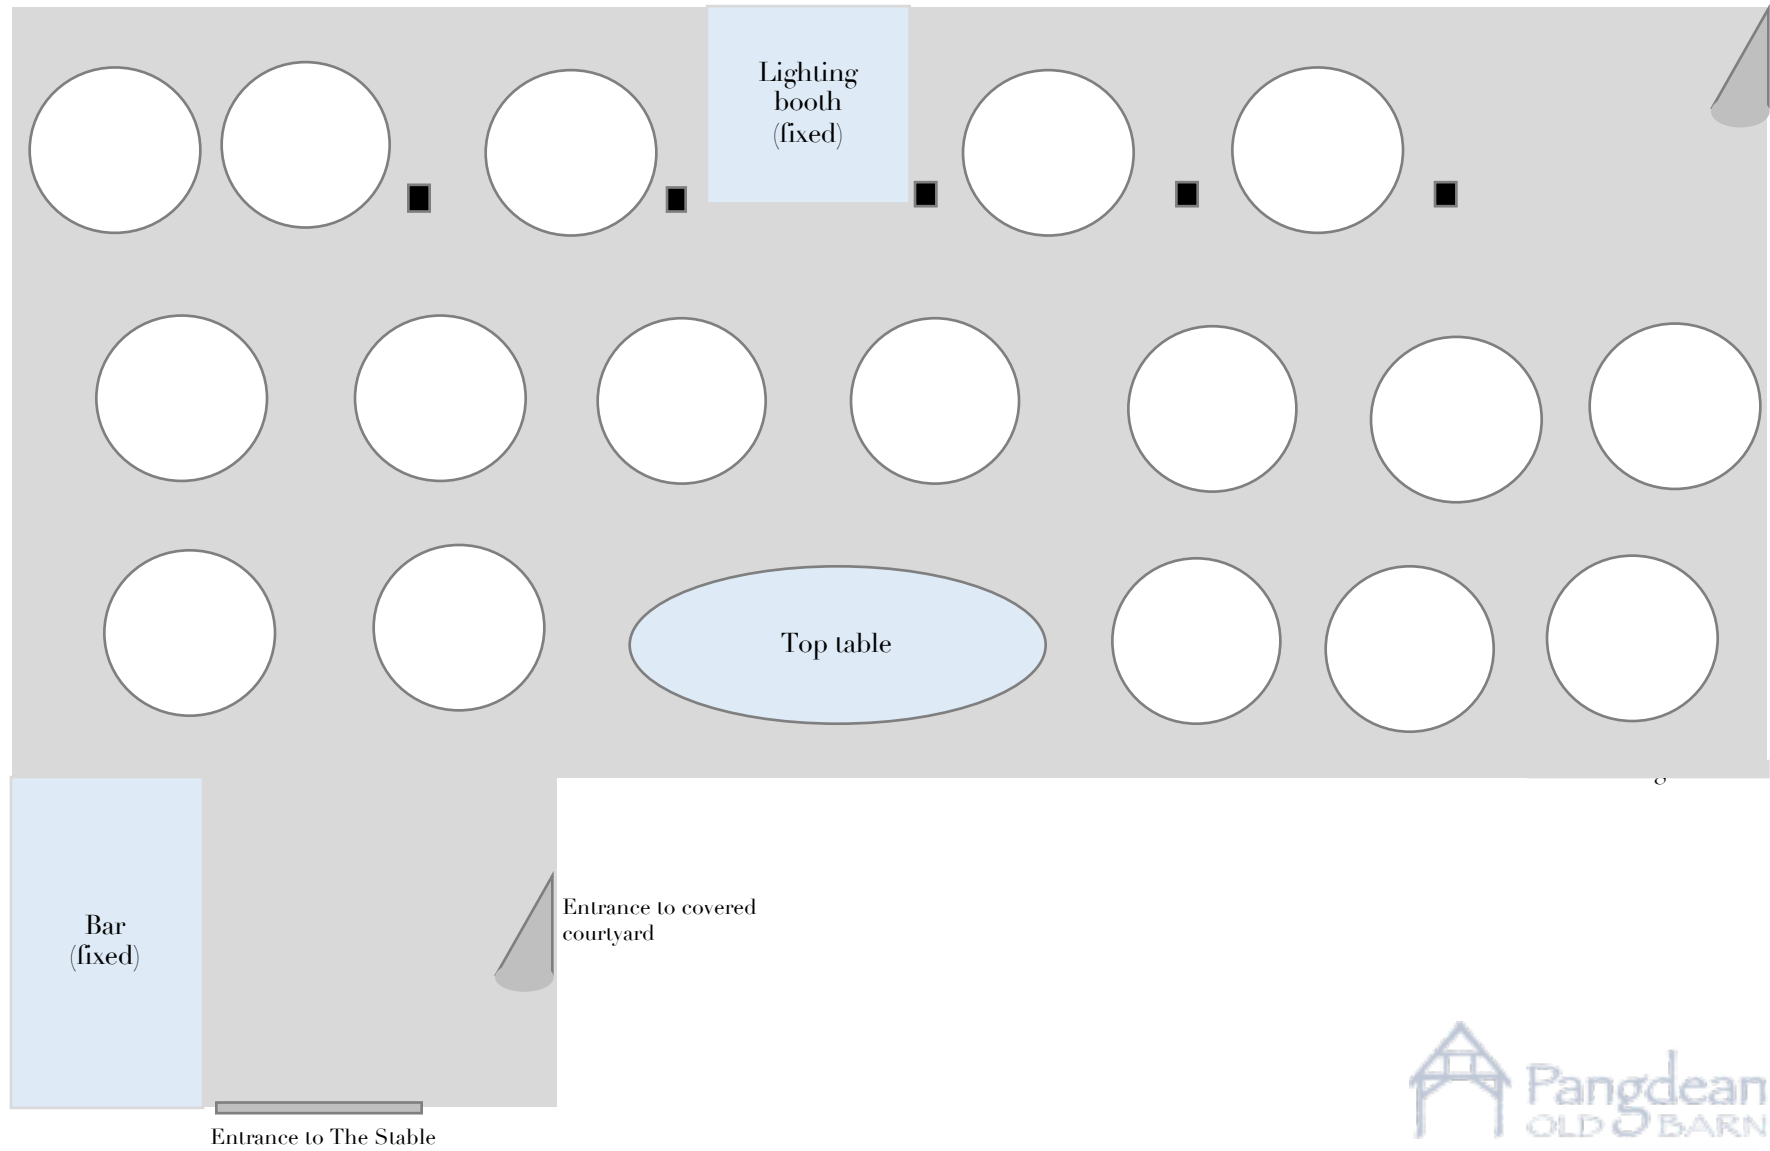 Lighting
booth
(fixed)
Top table
Bar
(fixed)
Entrance to covered
courtyard
Entrance to The Stable
Pangdean
OLD BARN